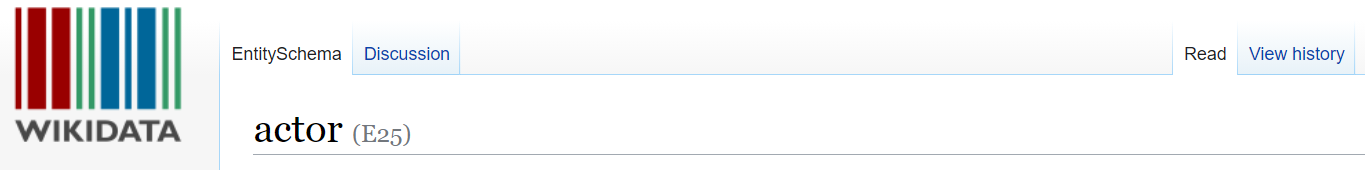 EntitySchema Discussion Read View history
WIKIDATA
actor (E25)